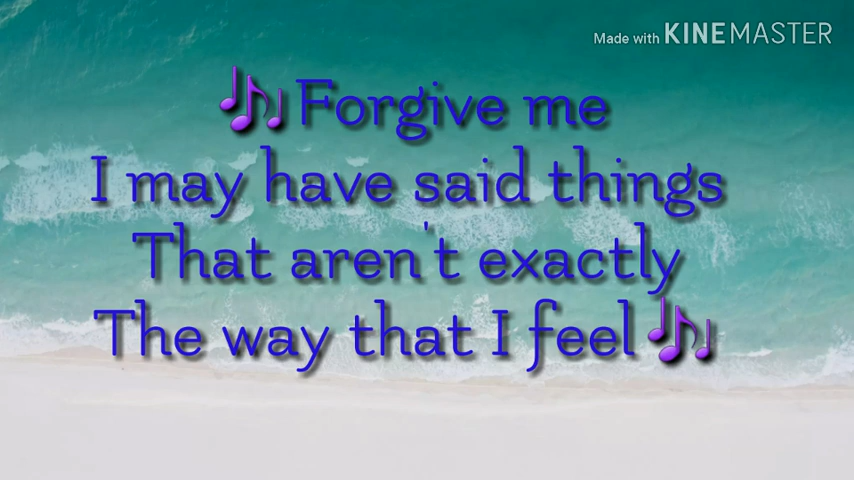 Made with KINEMASTER
🎶 Forgive me
I may have said things
That aren't exactly
The way that I feel 🎶